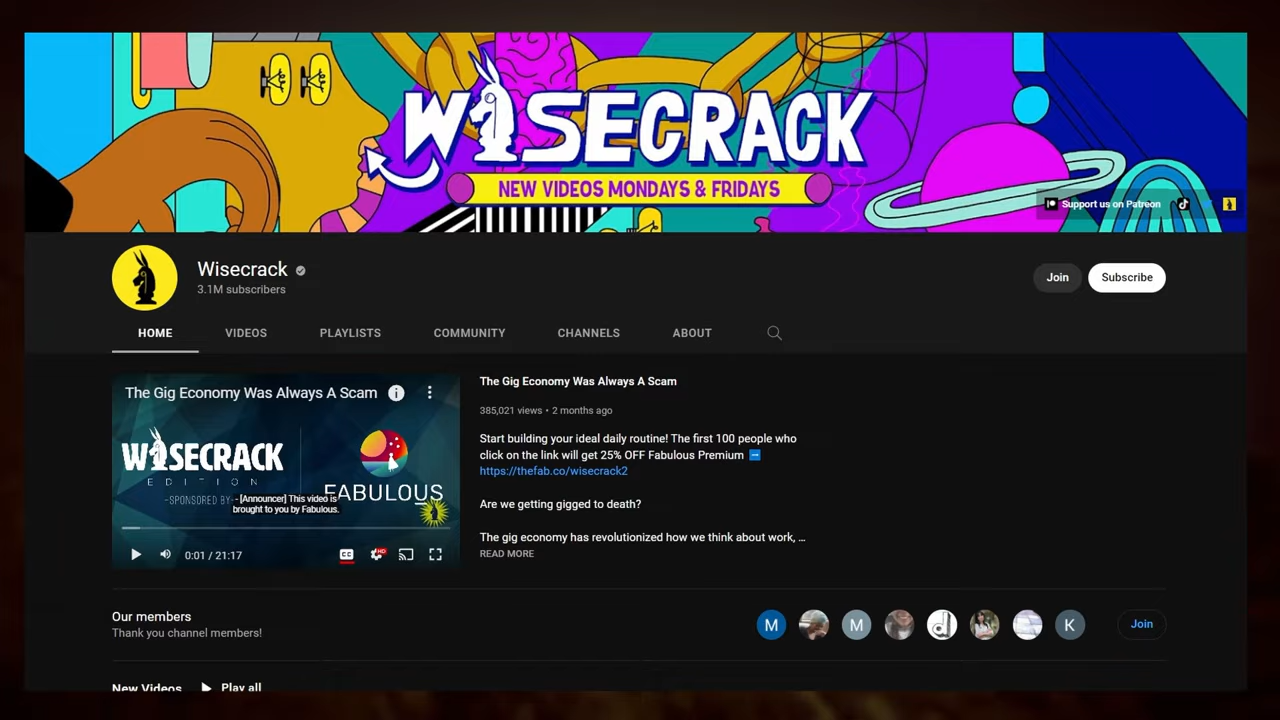 WISECRACK
NEW VIDEOS MONDAYS & FRIDAYS
Support us on Patreon
Wisecrack
3.1M subscribers
Join
Subscribe
HOME
VIDEOS
PLAYLISTS
COMMUNITY
CHANNELS
ABOUT
The Gig Economy Was Always A Scam
WISECRACK
EDITION
-SPONSORED BY-
FABULOUS
- [Announcer] This video is
brought to you by Fabulous.
0:01 / 21:17
CC
HD
The Gig Economy Was Always A Scam
385,021 views • 2 months ago
Start building your ideal daily routine! The first 100 people who
click on the link will get 25% OFF Fabulous Premium
https://thefab.co/wisecrack2
Are we getting gigged to death?
The gig economy has revolutionized how we think about work, ...
READ MORE
Our members
Thank you channel members!
M
M
d
K
Join
New Videos
Play all